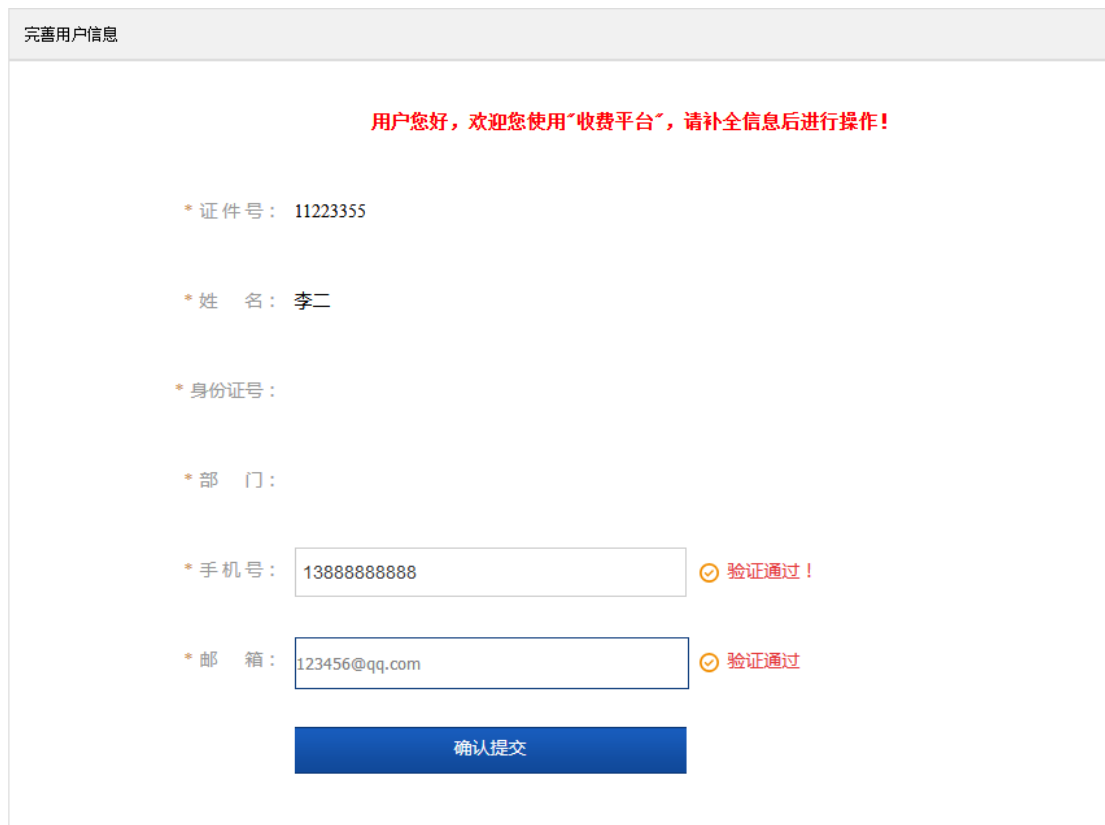 完善用户信息
用户您好，欢迎您使用"收费平台"，请补全信息后进行操作！
* 证件号： 11223355
* 姓 名： 李二
* 身份证号：
* 部 门：
* 手机号： 13888888888 验证通过！
* 邮 箱： 123456@qq.com 验证通过
确认提交